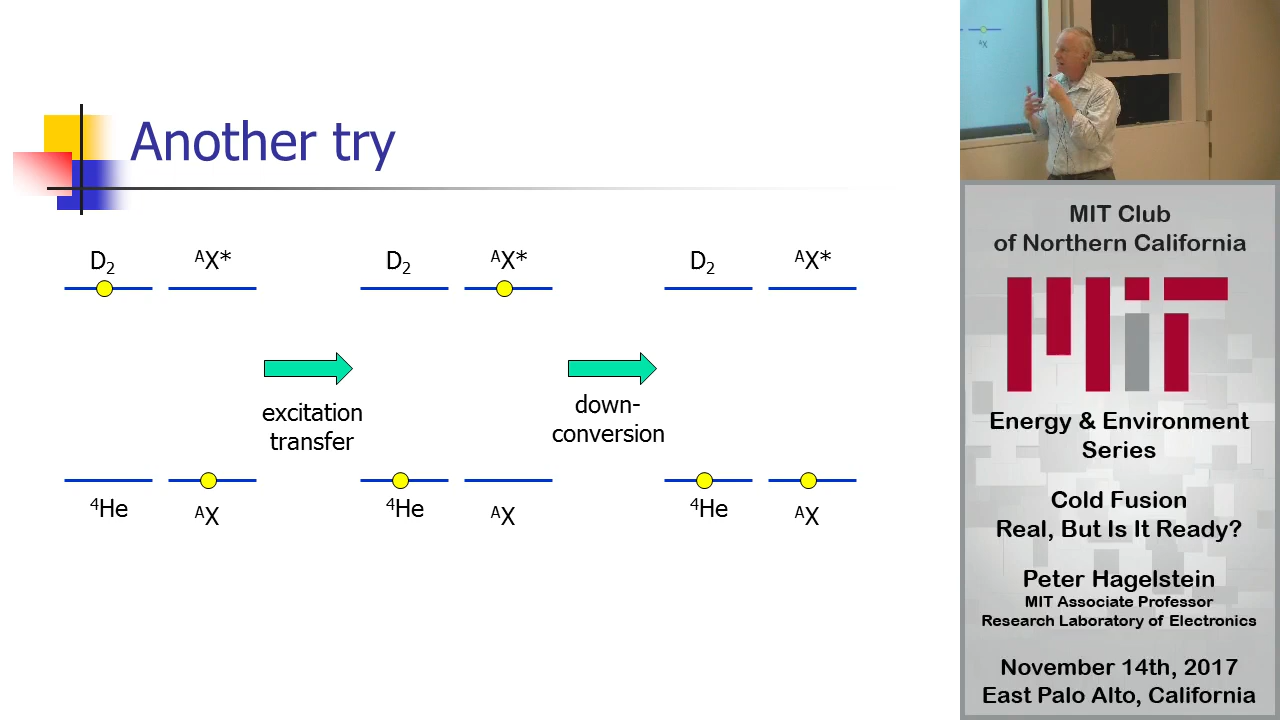 Another try
D₂ ᴬX* D₂ ᴬX* D₂ ᴬX*
excitation
transfer
down-
conversion
⁴He ᴬX ⁴He ᴬX ⁴He ᴬX
ᴬX
MIT Club
of Northern California
MIT
Energy & Environment
Series
Cold Fusion
Real, But Is It Ready?
Peter Hagelstein
MIT Associate Professor
Research Laboratory of Electronics
November 14th, 2017
East Palo Alto, California